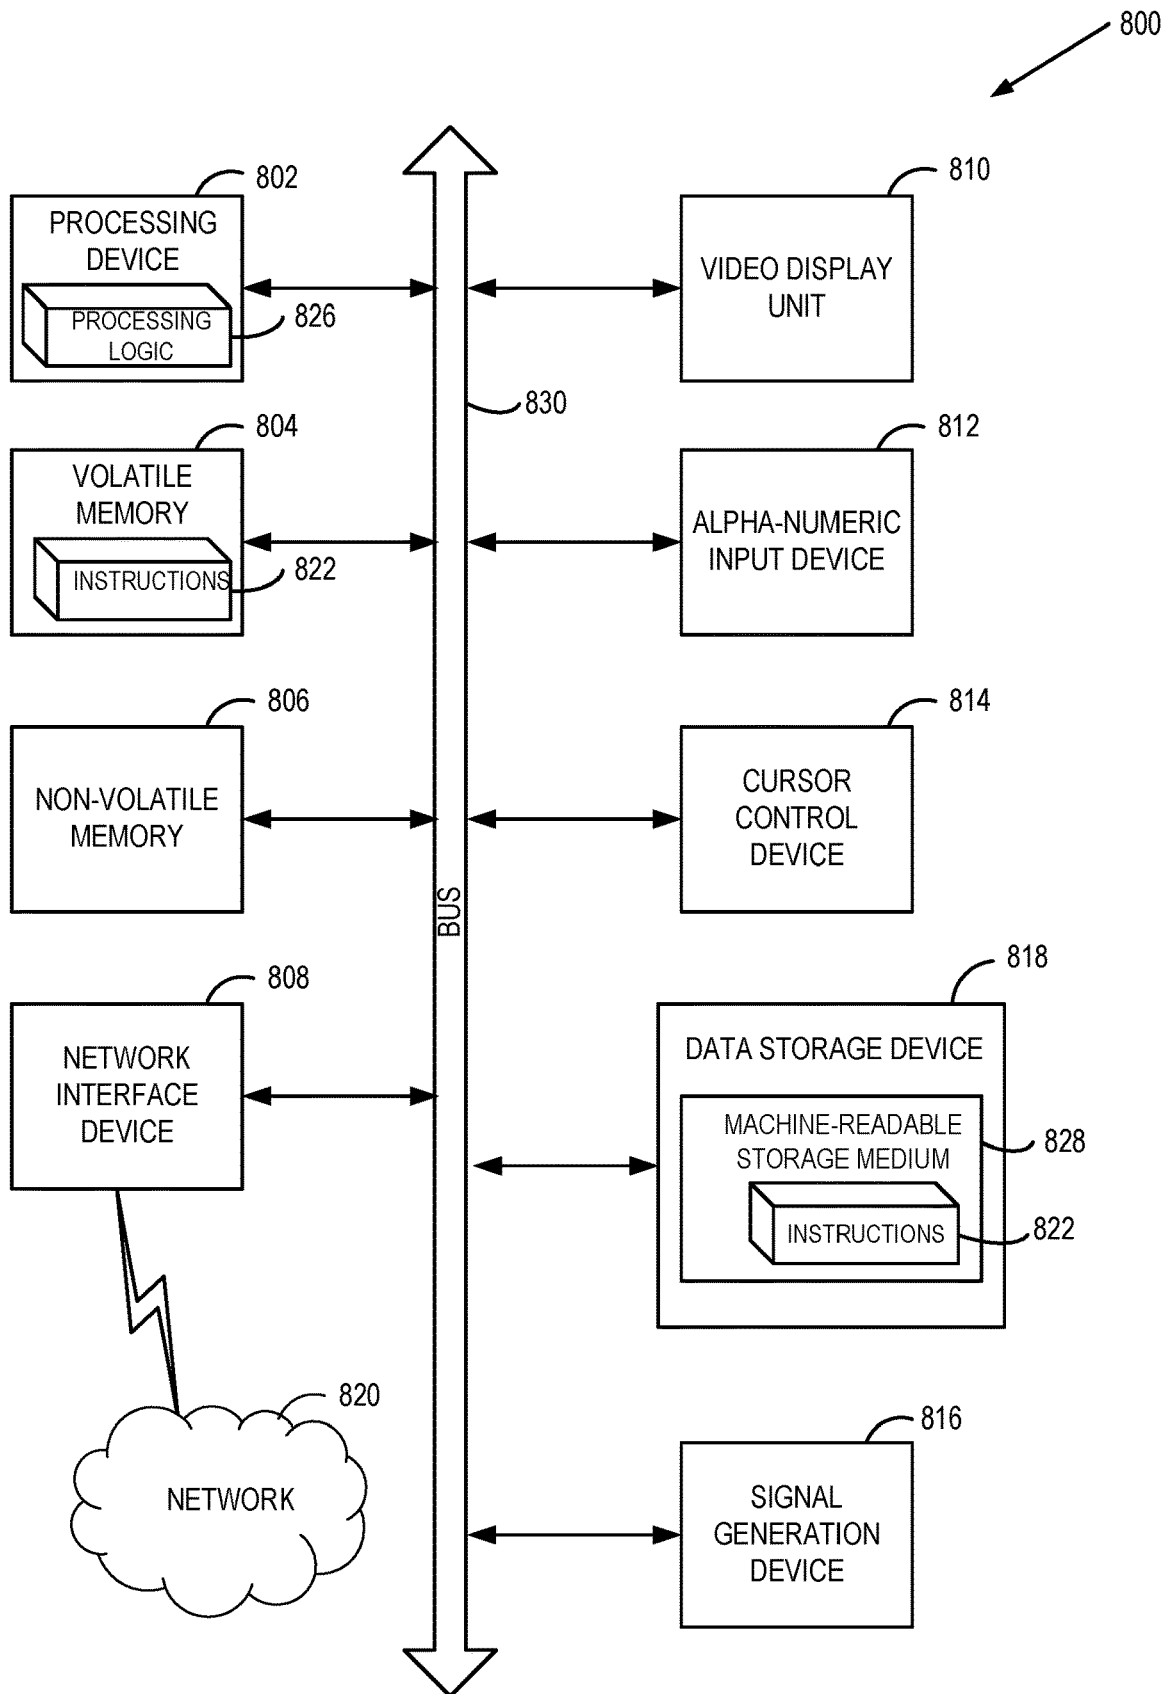 800
802
PROCESSING
DEVICE
PROCESSING
LOGIC
826
810
VIDEO DISPLAY
UNIT
830
804
VOLATILE
MEMORY
INSTRUCTIONS
822
812
ALPHA-NUMERIC
INPUT DEVICE
806
NON-VOLATILE
MEMORY
814
CURSOR
CONTROL
DEVICE
BUS
808
NETWORK
INTERFACE
DEVICE
818
DATA STORAGE DEVICE
MACHINE-READABLE
STORAGE MEDIUM
828
INSTRUCTIONS
822
820
NETWORK
816
SIGNAL
GENERATION
DEVICE